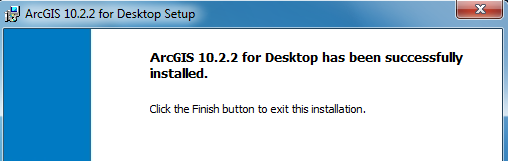 ArcGIS 10.2.2 for Desktop Setup
ArcGIS 10.2.2 for Desktop has been successfully
installed.
Click the Finish button to exit this installation.